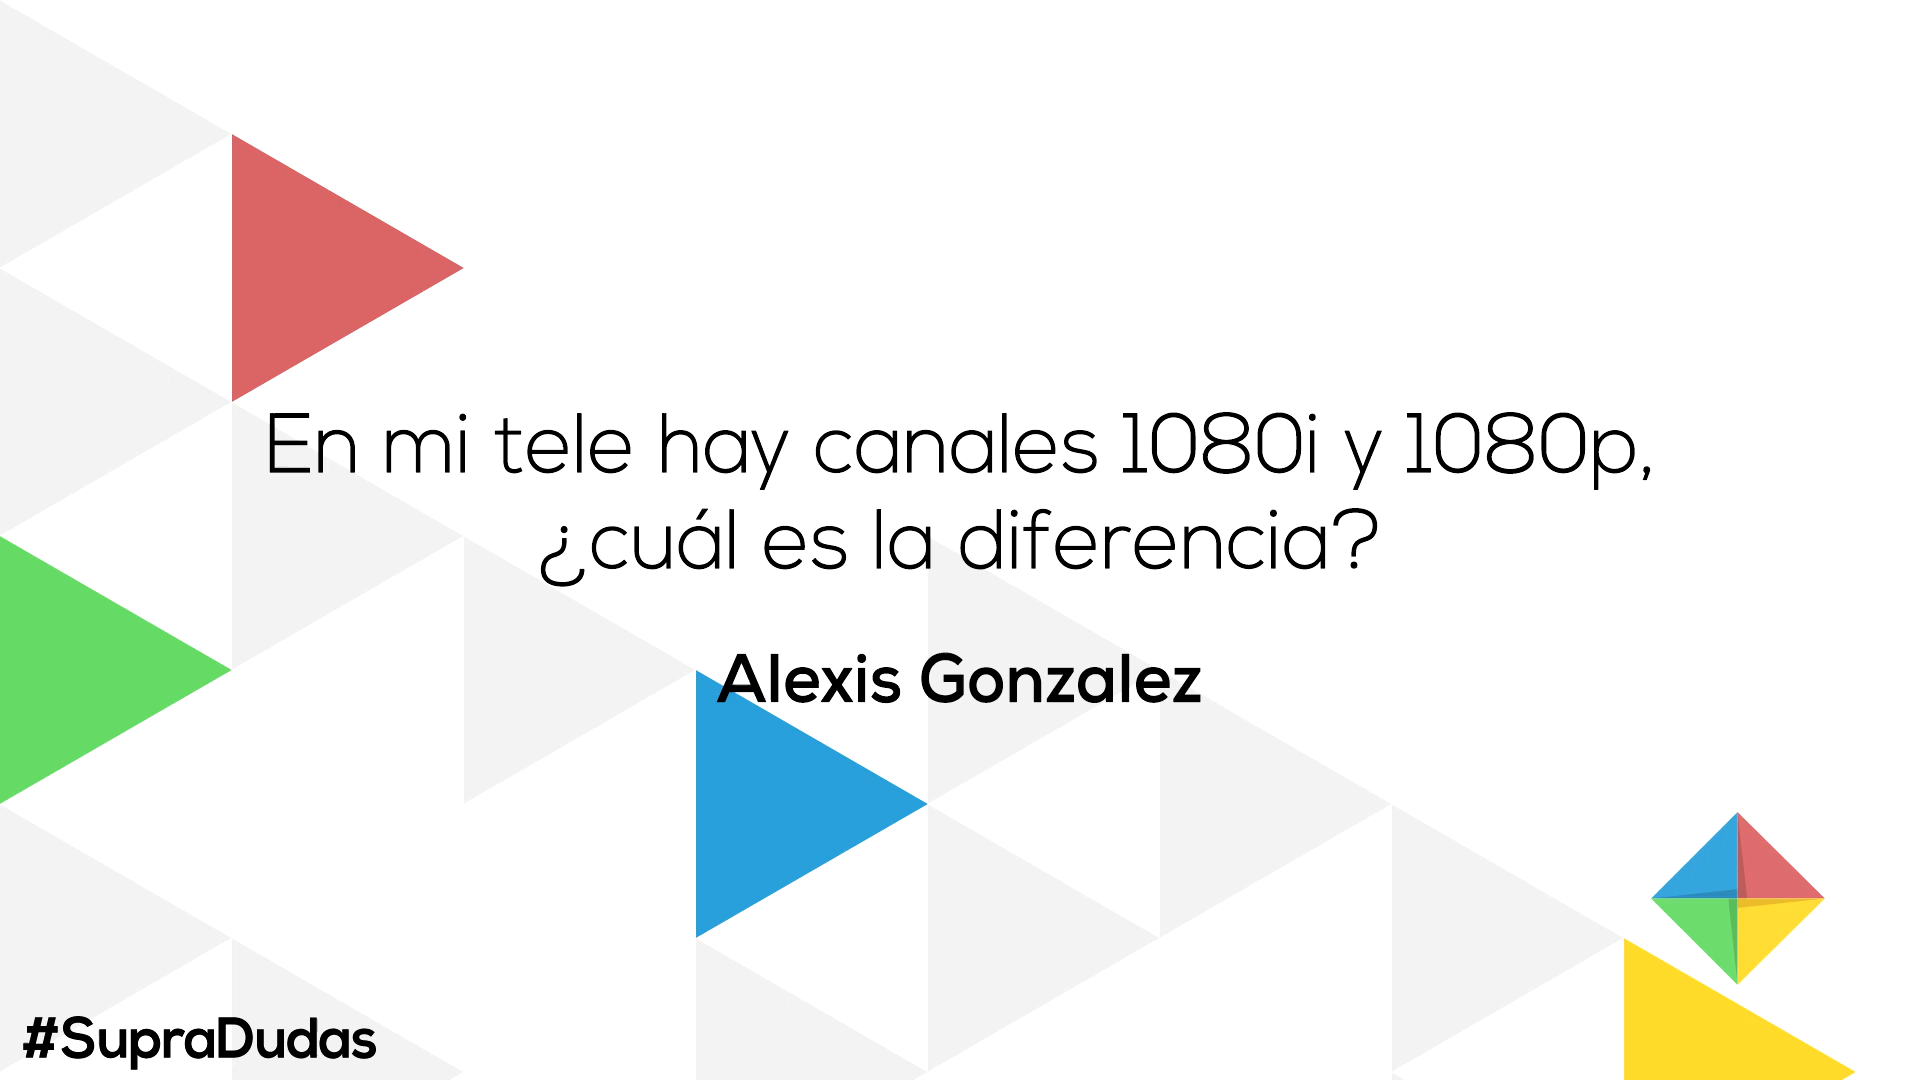 En mi tele hay canales 1080i y 1080p,
¿cuál es la diferencia?
Alexis Gonzalez
#SupraDudas